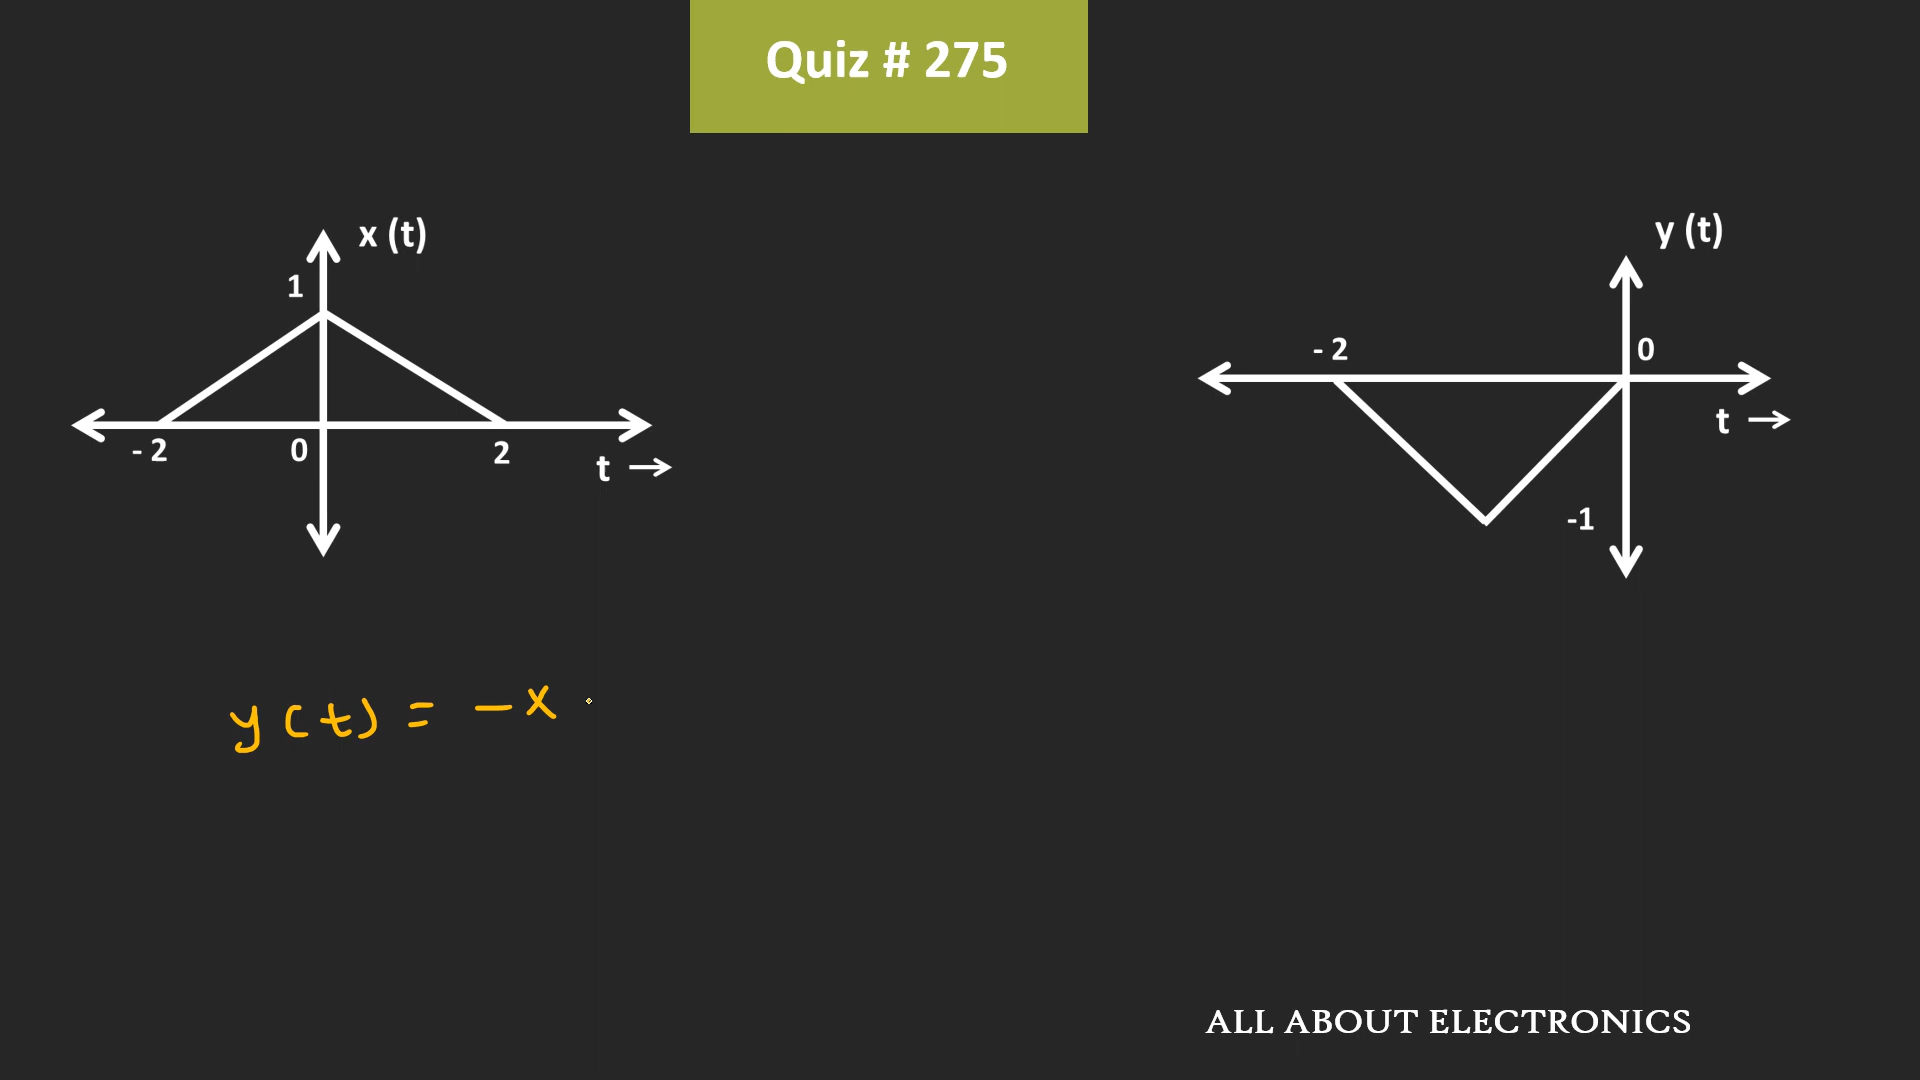 Quiz # 275
x (t)
1
- 2
0
2
t →
y (t)
- 2
0
t →
-1
y(t) = -x
ALL ABOUT ELECTRONICS